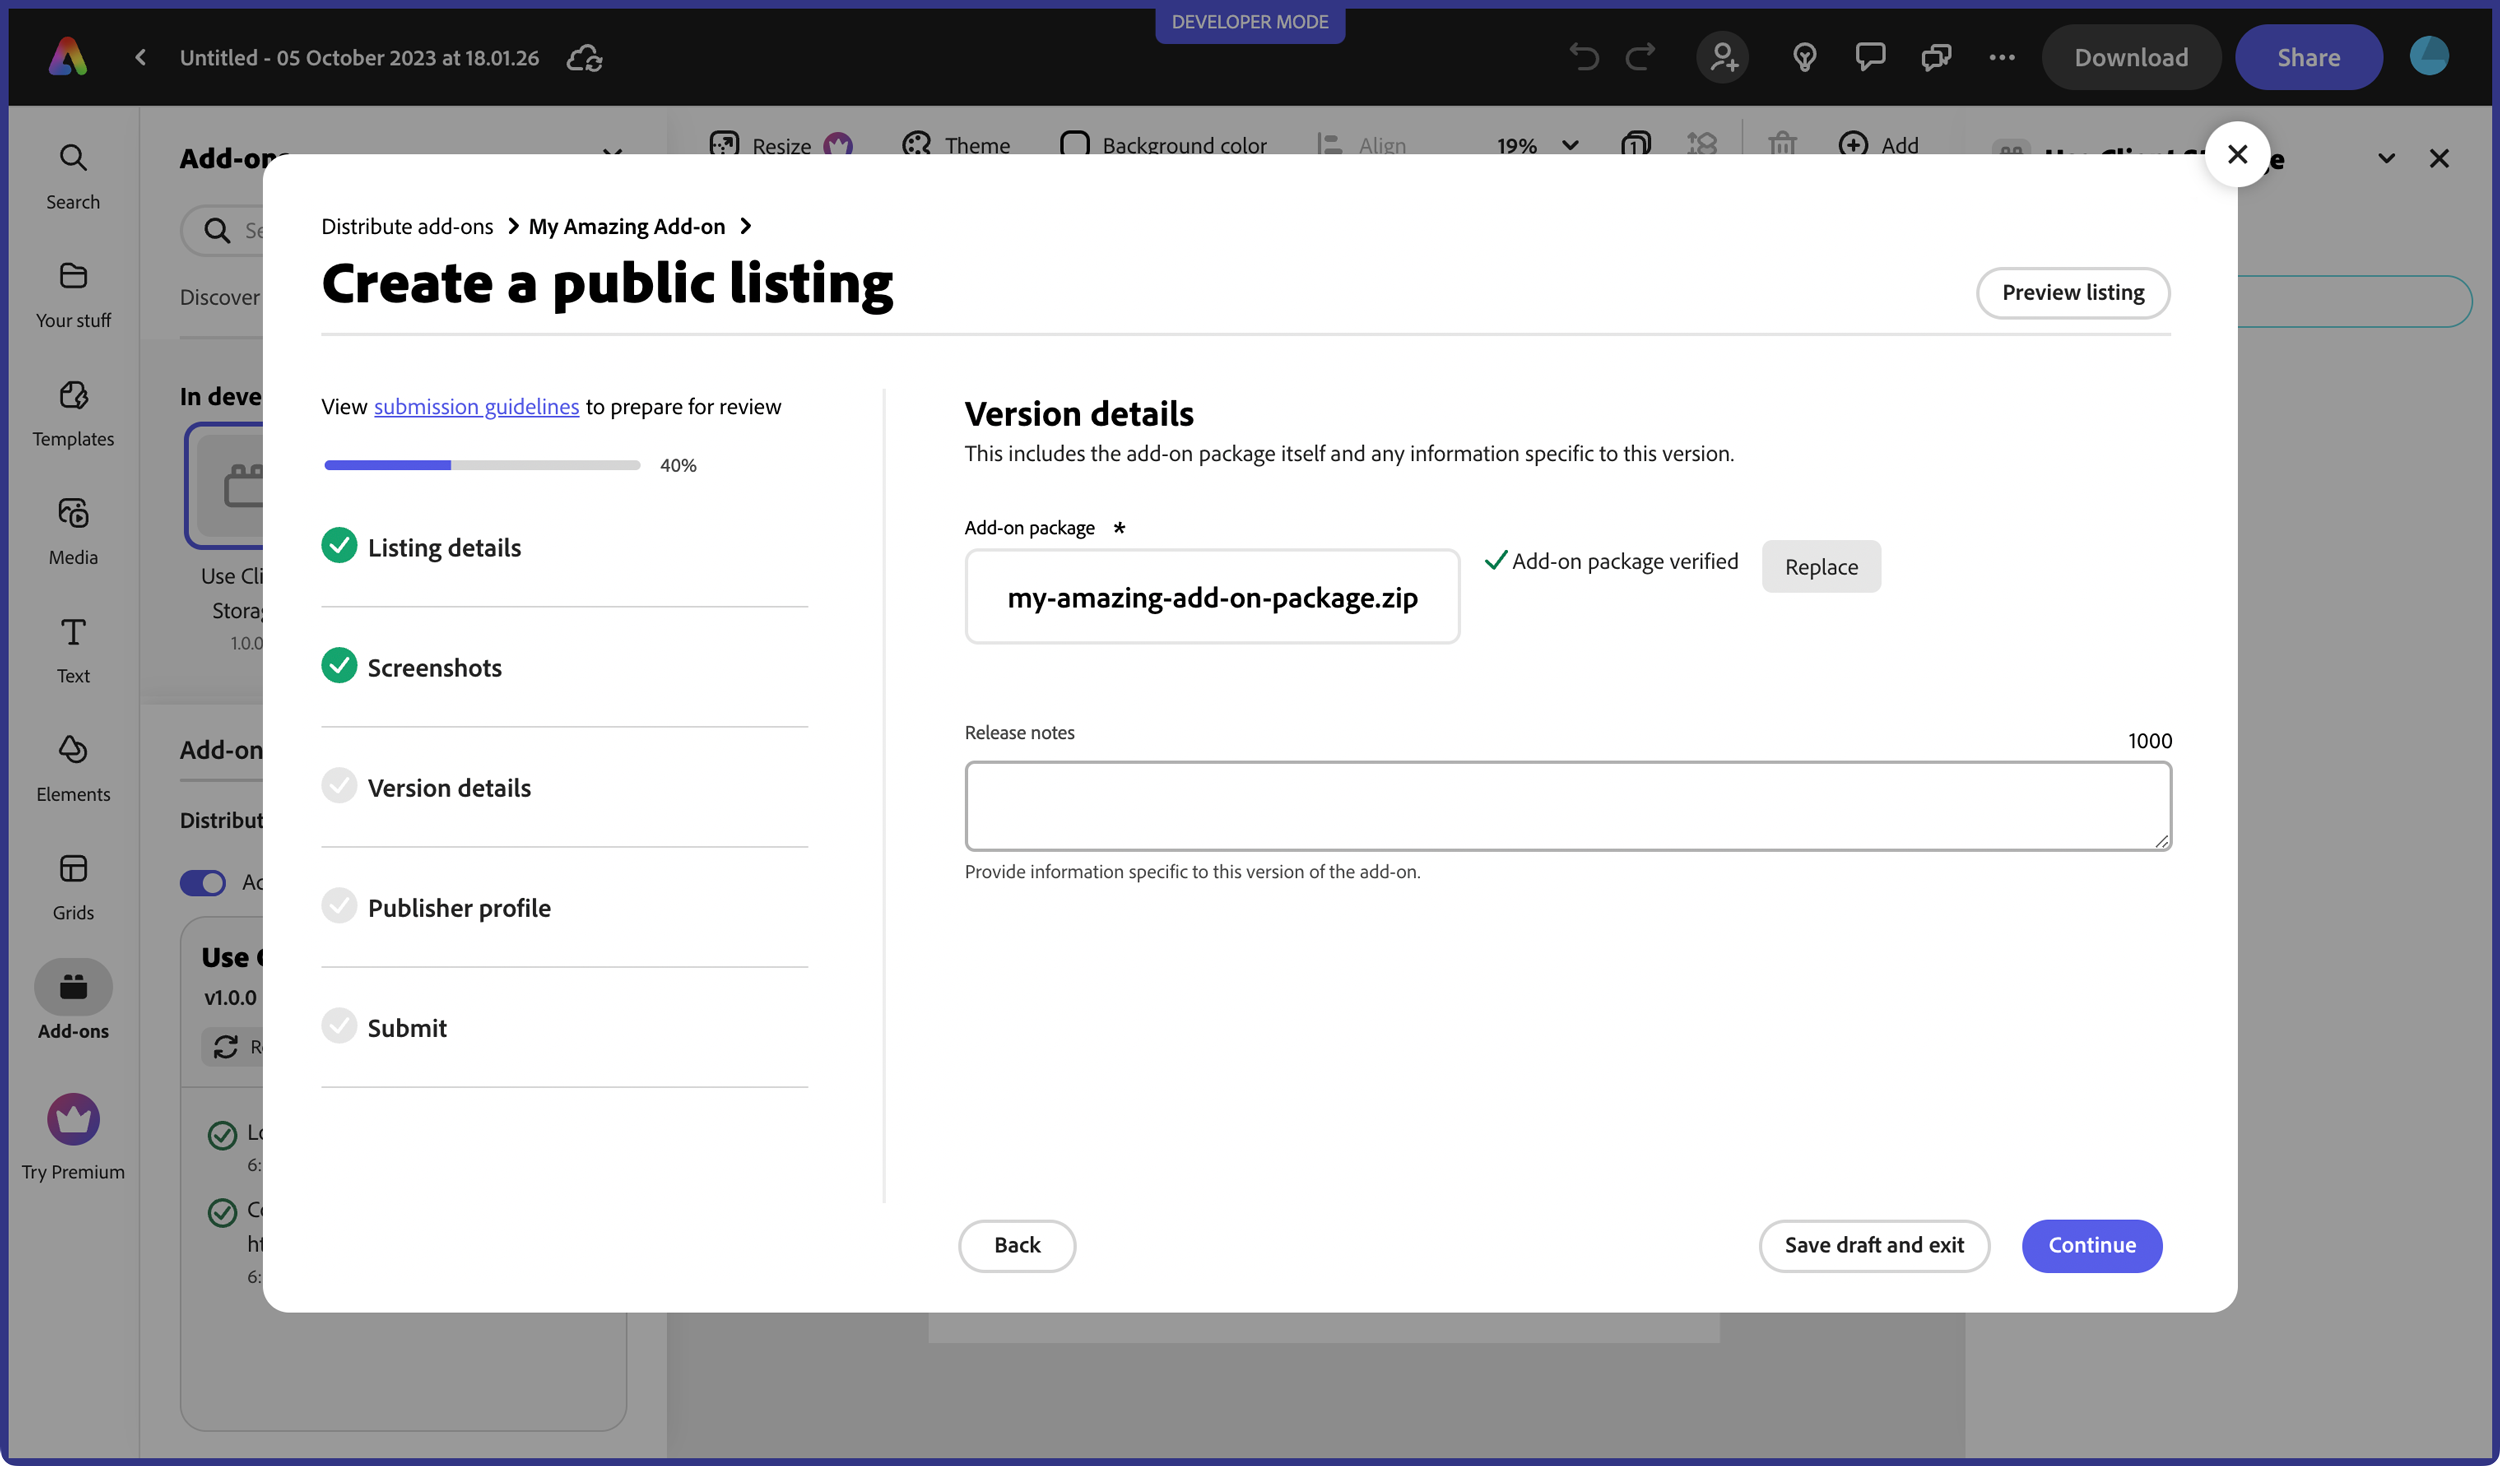 DEVELOPER MODE
Untitled - 05 October 2023 at 18.01.26
Download
Share
Search
Your stuff
Templates
Media
Text
Elements
Grids
Add-ons
Try Premium
Add-ons
Discover
In deve
Use Cli
Storag
1.0.0
Add-on
Distribut
Use
v1.0.0
Resize
Theme
Background color
Align
19%
1
Add
Distribute add-ons
My Amazing Add-on
Create a public listing
Preview listing
View submission guidelines to prepare for review
40%
Listing details
Screenshots
Version details
Publisher profile
Submit
Version details
This includes the add-on package itself and any information specific to this version.
Add-on package *
my-amazing-add-on-package.zip
Add-on package verified
Replace
Release notes
1000
Provide information specific to this version of the add-on.
Back
Save draft and exit
Continue